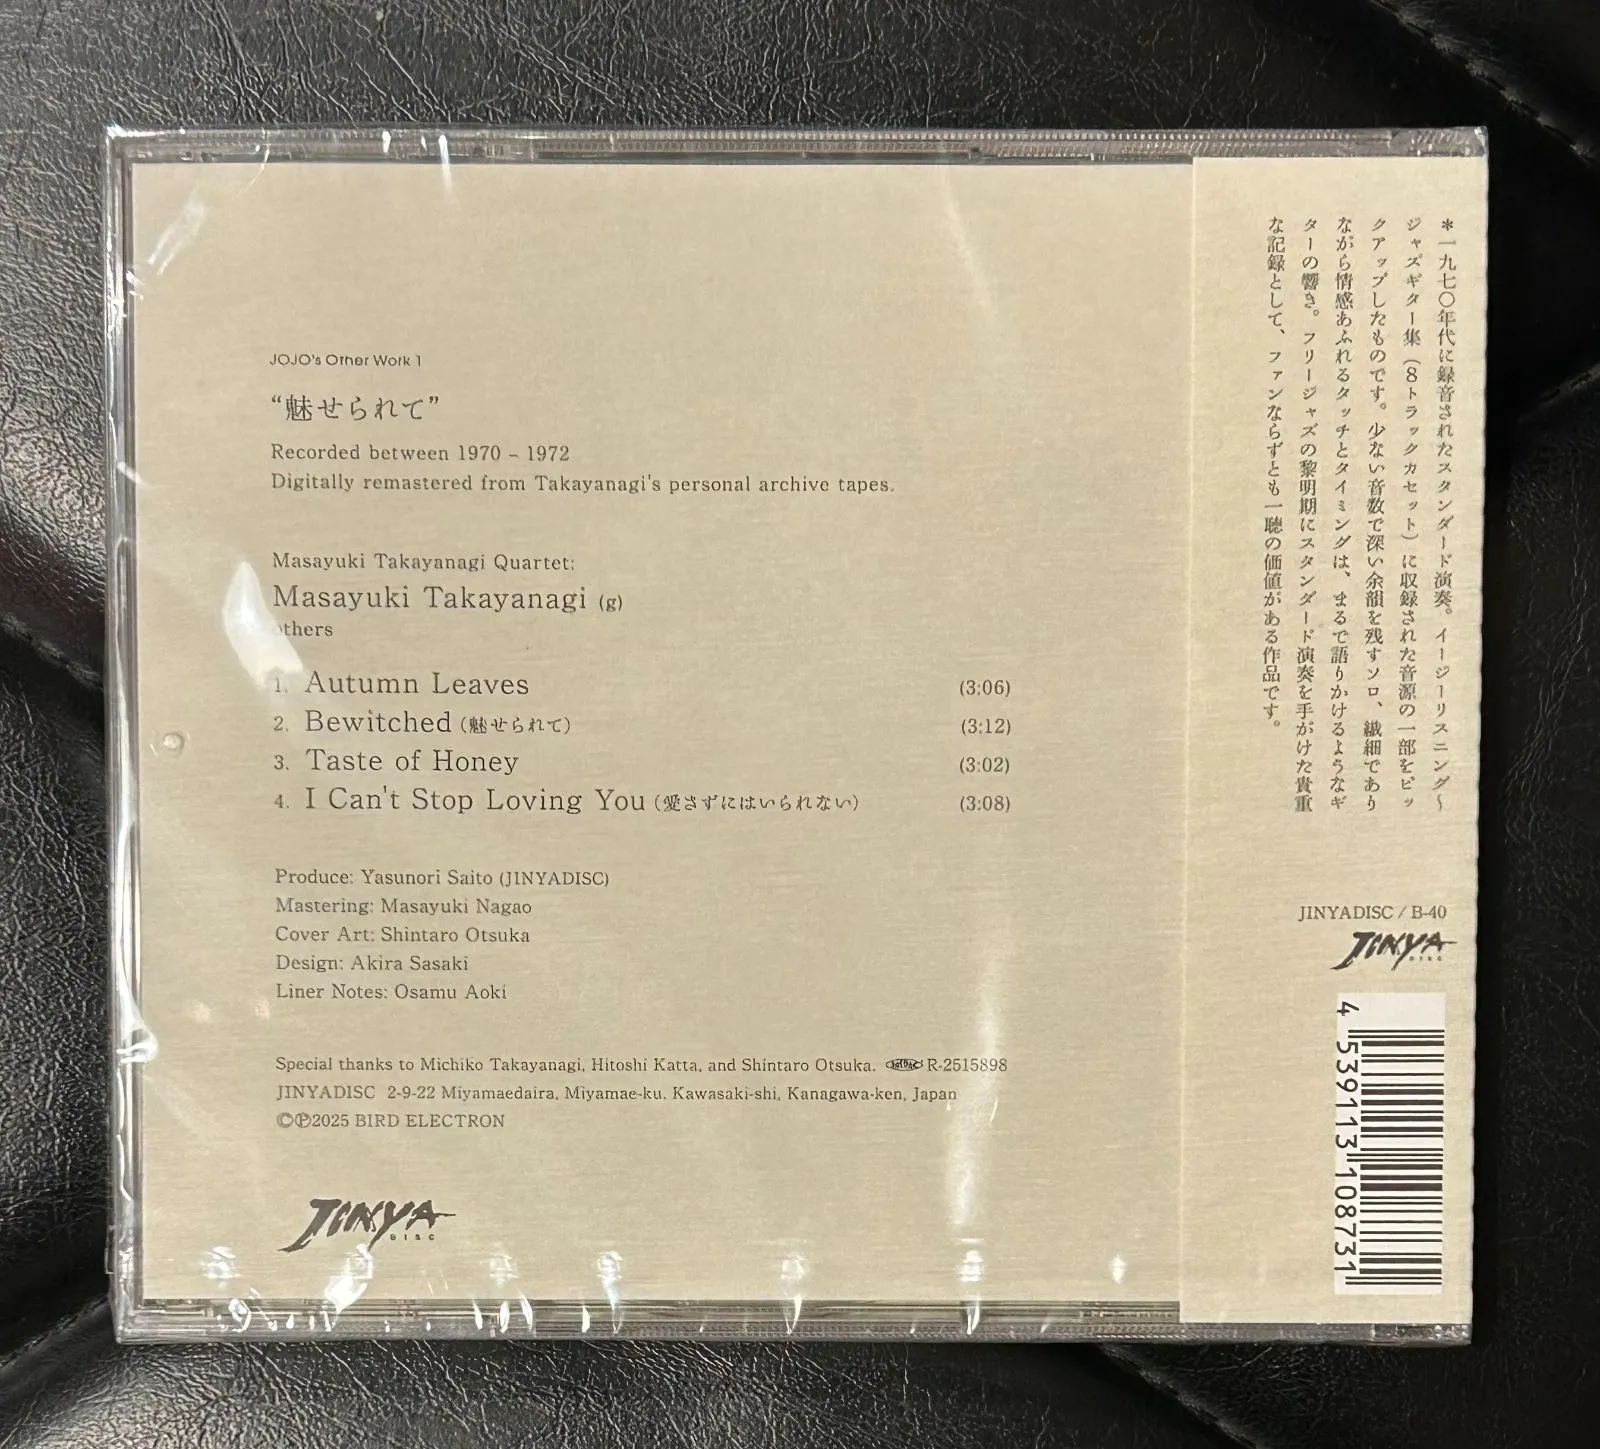 JOJO's Other Work 1
“魅せられて”
Recorded between 1970 – 1972
Digitally remastered from Takayanagi's personal archive tapes.
Masayuki Takayanagi Quartet:
Masayuki Takayanagi (g)
others
1. Autumn Leaves (3:06)
2. Bewitched (魅せられて) (3:12)
3. Taste of Honey (3:02)
4. I Can't Stop Loving You (愛さずにはいられない) (3:08)
Produce: Yasunori Saito (JINYADISC)
Mastering: Masayuki Nagao
Cover Art: Shintaro Otsuka
Design: Akira Sasaki
Liner Notes: Osamu Aoki
Special thanks to Michiko Takayanagi, Hitoshi Katta, and Shintaro Otsuka. R-2515898
JINYADISC 2-9-22 Miyamaedaira, Miyamae-ku, Kawasaki-shi, Kanagawa-ken, Japan
©℗2025 BIRD ELECTRON
JINYA
DISC
＊一九七〇年代に録音されたスタンダード演奏。イージーリスニング〜
ジャズギター集（８トラックカセット）に収録された音源の一部をピッ
クアップしたものです。少ない音数で深い余韻を残すソロ、繊細であり
ながら情感あふれるタッチとタイミングは、まるで語りかけるようなギ
ターの響き。フリージャズの黎明期にスタンダード演奏を手がけた貴重
な記録として、ファンならずとも一聴の価値がある作品です。
JINYADISC / B-40
JINYA
DISC
4 539113 108731